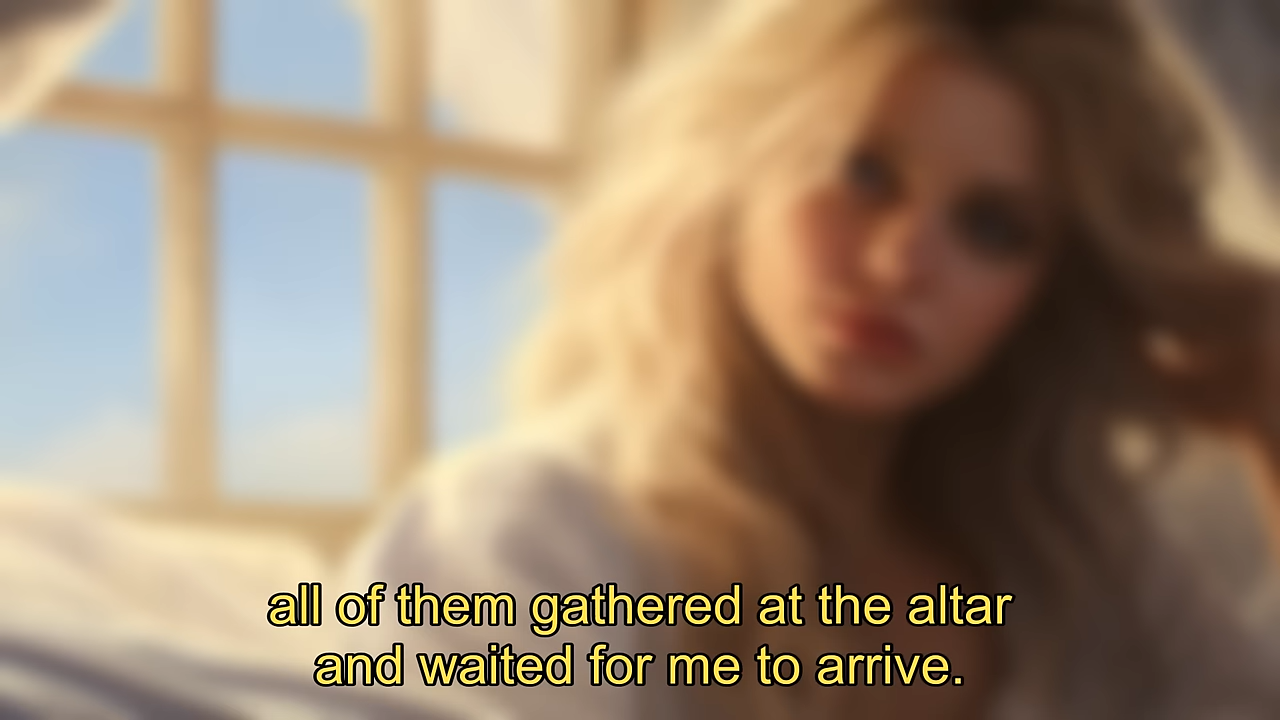 all of them gathered at the altar
and waited for me to arrive.